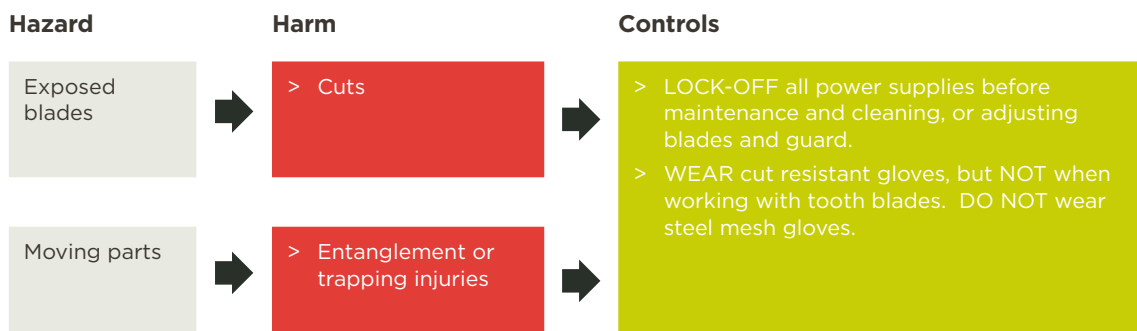 Hazard
Harm
Controls
Exposed
blades
> Cuts
> LOCK-OFF all power supplies before
maintenance and cleaning, or adjusting
blades and guard.
> WEAR cut resistant gloves, but NOT when
working with tooth blades.  DO NOT wear
steel mesh gloves.
Moving parts
> Entanglement or
trapping injuries